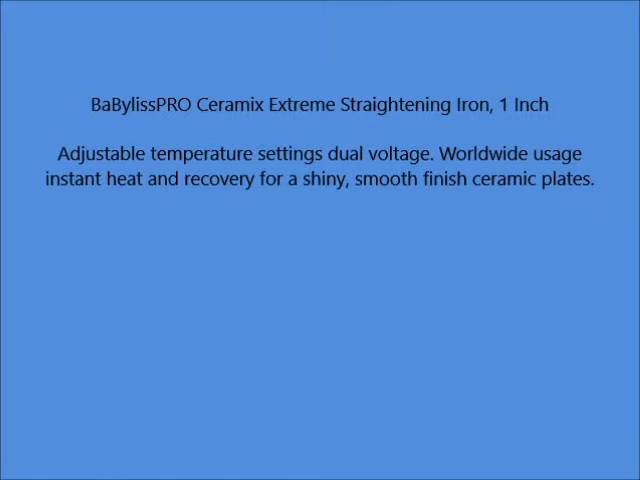 BaBylissPRO Ceramix Extreme Straightening Iron, 1 Inch
Adjustable temperature settings dual voltage. Worldwide usage
instant heat and recovery for a shiny, smooth finish ceramic plates.